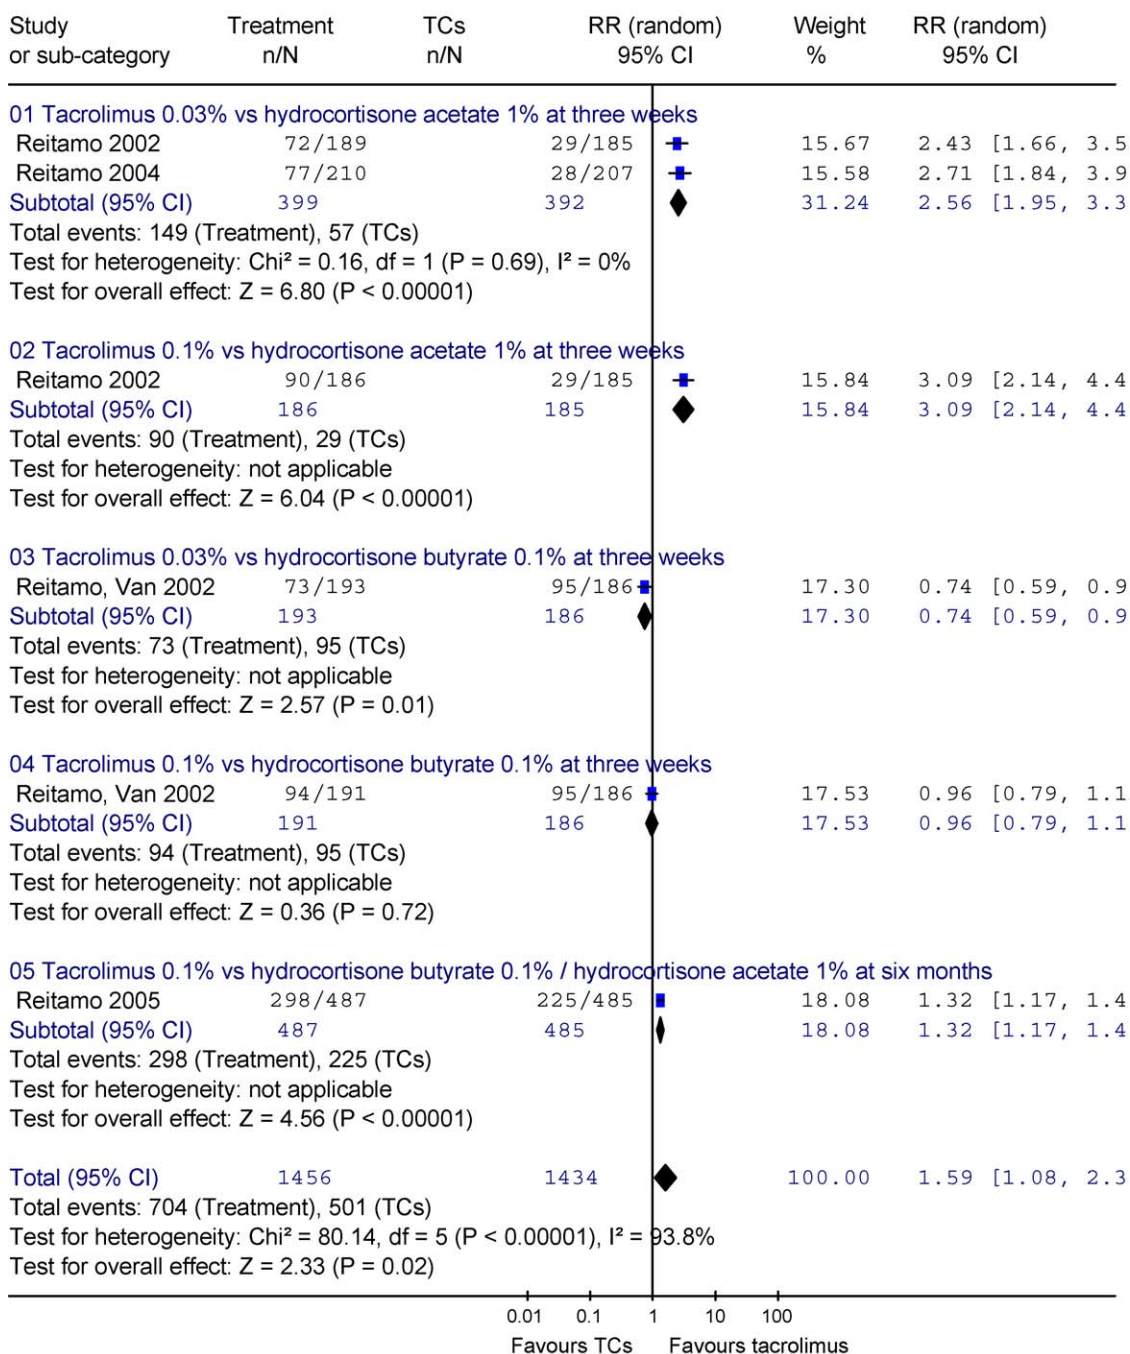 Study Treatment TCs RR (random) Weight RR (random)
or sub-category n/N n/N 95% CI % 95% CI
01 Tacrolimus 0.03% vs hydrocortisone acetate 1% at three weeks
Reitamo 2002 72/189 29/185 15.67 2.43 [1.66, 3.5
Reitamo 2004 77/210 28/207 15.58 2.71 [1.84, 3.9
Subtotal (95% CI) 399 392 31.24 2.56 [1.95, 3.3
Total events: 149 (Treatment), 57 (TCs)
Test for heterogeneity: Chi² = 0.16, df = 1 (P = 0.69), I² = 0%
Test for overall effect: Z = 6.80 (P < 0.00001)
02 Tacrolimus 0.1% vs hydrocortisone acetate 1% at three weeks
Reitamo 2002 90/186 29/185 15.84 3.09 [2.14, 4.4
Subtotal (95% CI) 186 185 15.84 3.09 [2.14, 4.4
Total events: 90 (Treatment), 29 (TCs)
Test for heterogeneity: not applicable
Test for overall effect: Z = 6.04 (P < 0.00001)
03 Tacrolimus 0.03% vs hydrocortisone butyrate 0.1% at three weeks
Reitamo, Van 2002 73/193 95/186 17.30 0.74 [0.59, 0.9
Subtotal (95% CI) 193 186 17.30 0.74 [0.59, 0.9
Total events: 73 (Treatment), 95 (TCs)
Test for heterogeneity: not applicable
Test for overall effect: Z = 2.57 (P = 0.01)
04 Tacrolimus 0.1% vs hydrocortisone butyrate 0.1% at three weeks
Reitamo, Van 2002 94/191 95/186 17.53 0.96 [0.79, 1.1
Subtotal (95% CI) 191 186 17.53 0.96 [0.79, 1.1
Total events: 94 (Treatment), 95 (TCs)
Test for heterogeneity: not applicable
Test for overall effect: Z = 0.36 (P = 0.72)
05 Tacrolimus 0.1% vs hydrocortisone butyrate 0.1% / hydrocortisone acetate 1% at six months
Reitamo 2005 298/487 225/485 18.08 1.32 [1.17, 1.4
Subtotal (95% CI) 487 485 18.08 1.32 [1.17, 1.4
Total events: 298 (Treatment), 225 (TCs)
Test for heterogeneity: not applicable
Test for overall effect: Z = 4.56 (P < 0.00001)
Total (95% CI) 1456 1434 100.00 1.59 [1.08, 2.3
Total events: 704 (Treatment), 501 (TCs)
Test for heterogeneity: Chi² = 80.14, df = 5 (P < 0.00001), I² = 93.8%
Test for overall effect: Z = 2.33 (P = 0.02)
0.01 0.1 1 10 100
Favours TCs Favours tacrolimus